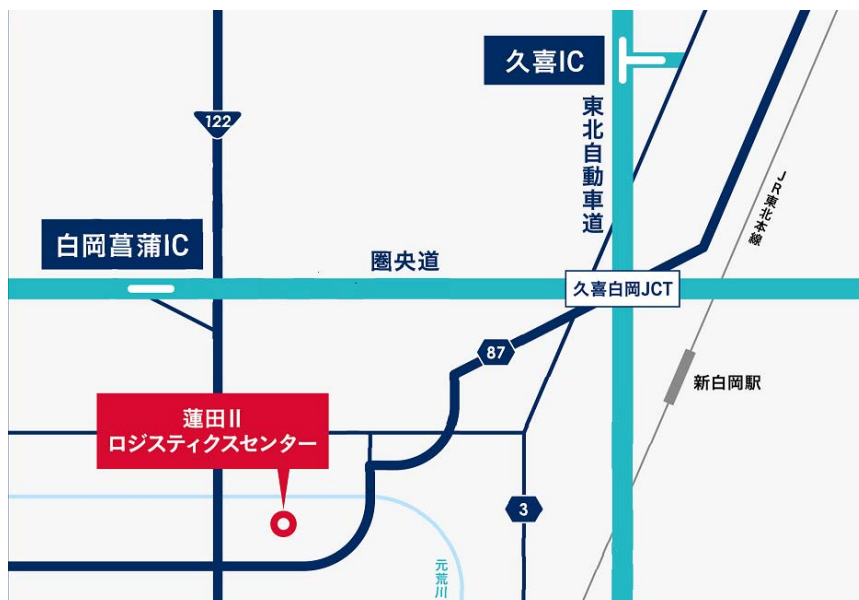 久喜IC
122
東北自動車道
JR東北本線
白岡菖蒲IC
圏央道
久喜白岡JCT
87
新白岡駅
蓮田II
ロジスティクスセンター
3
元荒川